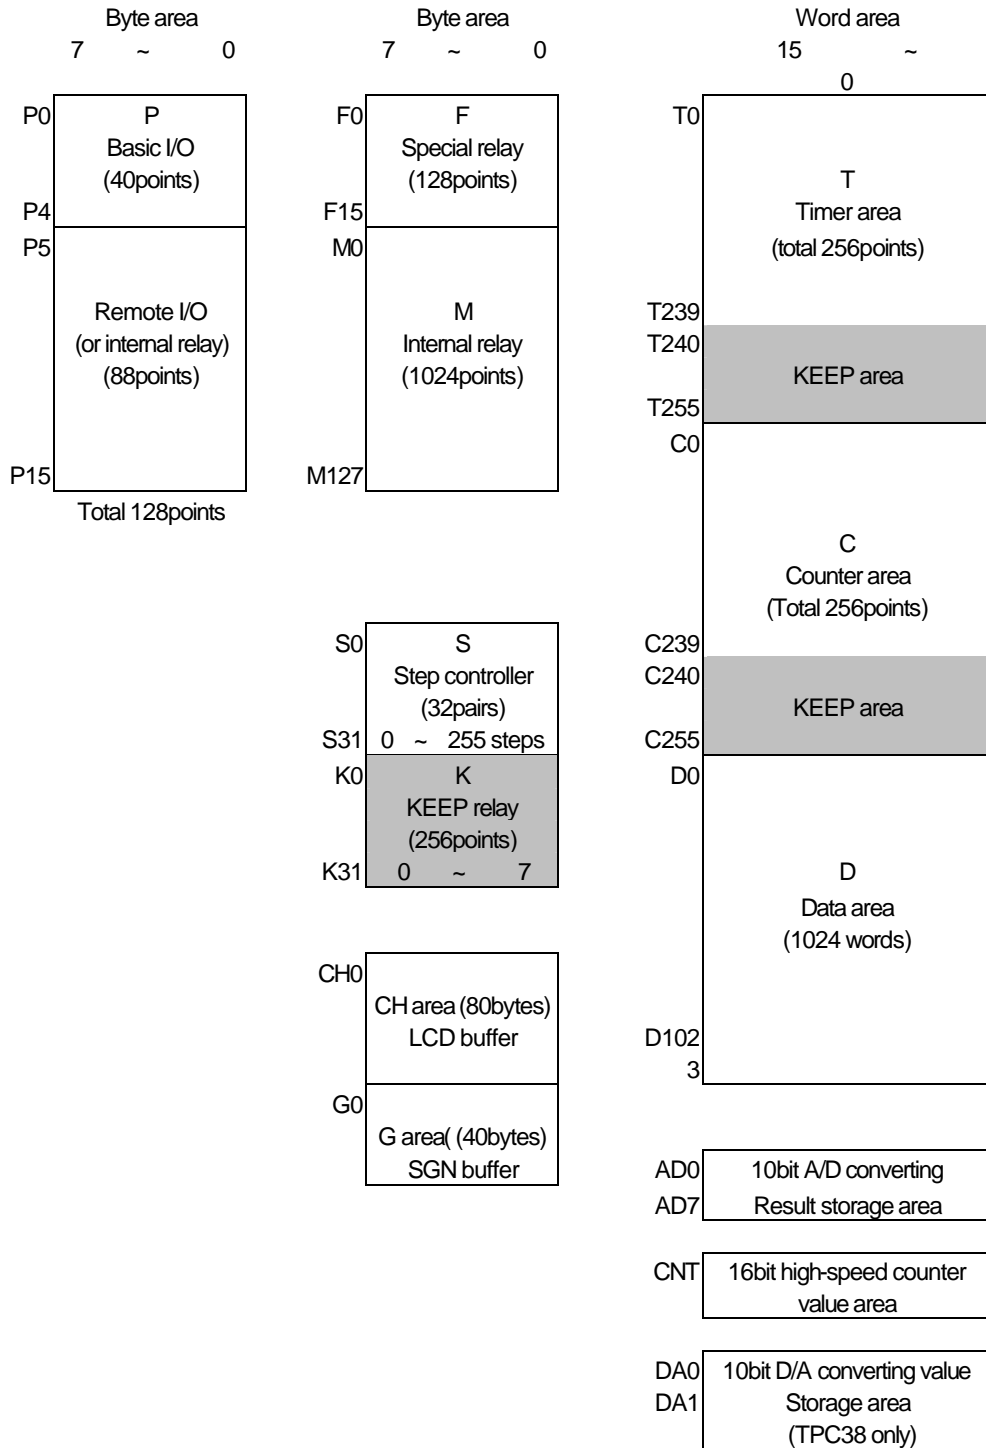 Byte area
7 ~ 0
P0
P
Basic I/O
(40points)
P4
P5
Remote I/O
(or internal relay)
(88points)
P15
Total 128points
Byte area
7 ~ 0
F0
F
Special relay
(128points)
F15
M0
M
Internal relay
(1024points)
M127
S0
S
Step controller
(32pairs)
S31
0 ~ 255 steps
K0
K
KEEP relay
(256points)
K31
0 ~ 7
CH0
CH area (80bytes)
LCD buffer
G0
G area( (40bytes)
SGN buffer
Word area
15 ~
0
T0
T
Timer area
(total 256points)
T239
T240
KEEP area
T255
C0
C
Counter area
(Total 256points)
C239
C240
KEEP area
C255
D0
D
Data area
(1024 words)
D102
3
AD0
10bit A/D converting
AD7
Result storage area
CNT
16bit high-speed counter
value area
DA0
10bit D/A converting value
DA1
Storage area
(TPC38 only)